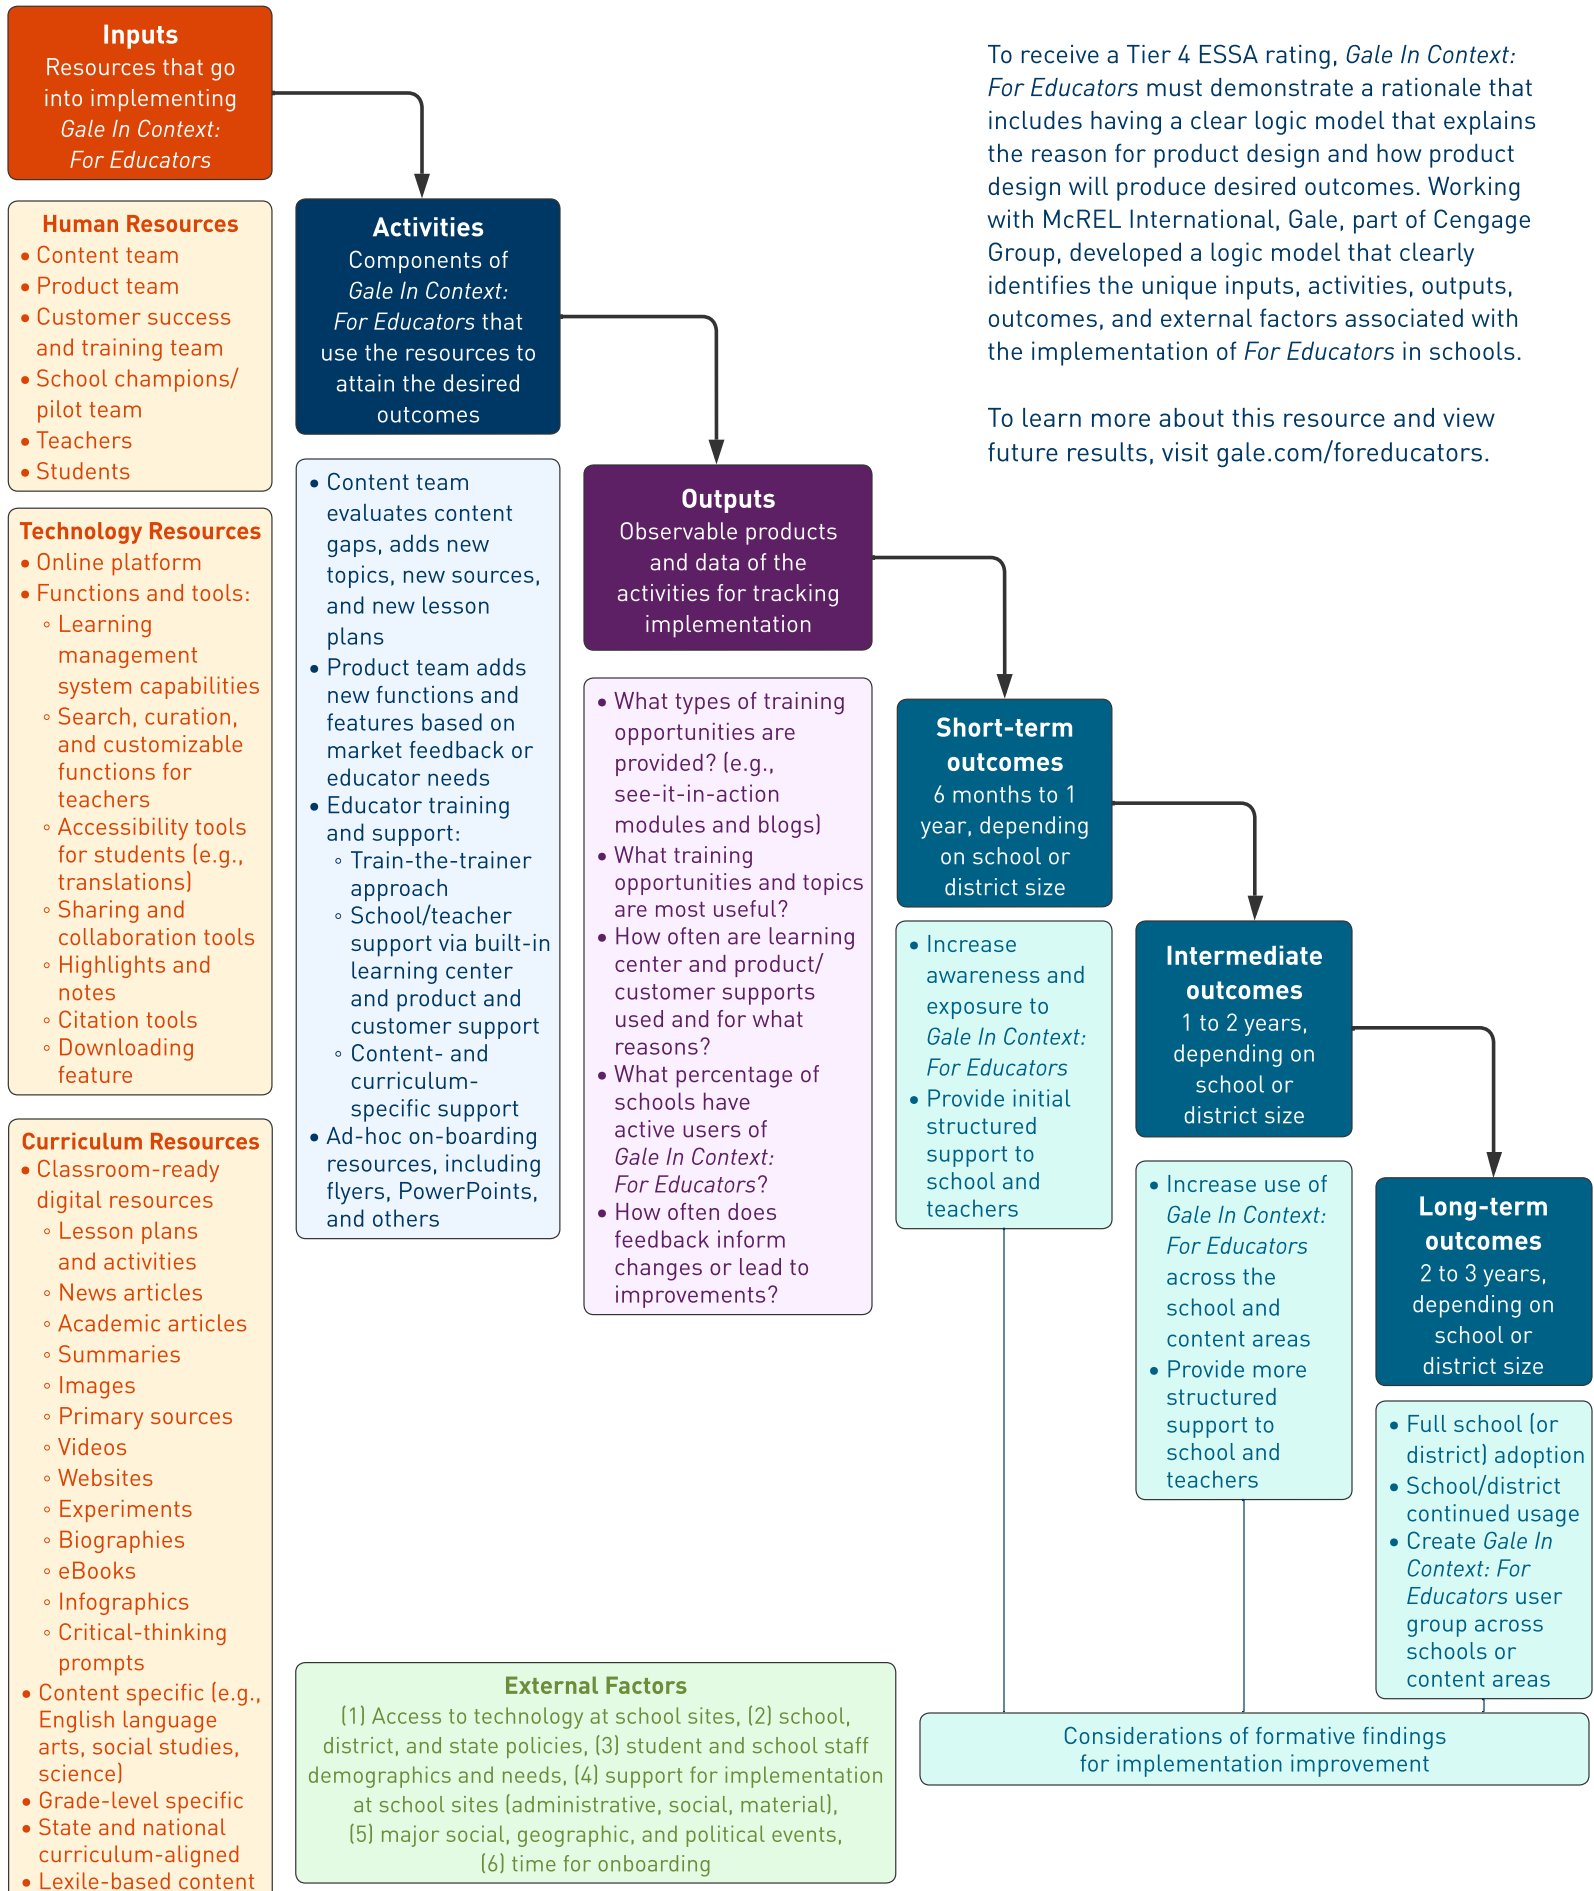 Inputs
Resources that go
into implementing
Gale In Context:
For Educators
Human Resources
• Content team
• Product team
• Customer success
and training team
• School champions/
pilot team
• Teachers
• Students
Technology Resources
• Online platform
• Functions and tools:
◦ Learning
management
system capabilities
◦ Search, curation,
and customizable
functions for
teachers
◦ Accessibility tools
for students (e.g.,
translations)
◦ Sharing and
collaboration tools
◦ Highlights and
notes
◦ Citation tools
◦ Downloading
feature
Curriculum Resources
• Classroom-ready
digital resources
◦ Lesson plans
and activities
◦ News articles
◦ Academic articles
◦ Summaries
◦ Images
◦ Primary sources
◦ Videos
◦ Websites
◦ Experiments
◦ Biographies
◦ eBooks
◦ Infographics
◦ Critical-thinking
prompts
• Content specific (e.g.,
English language
arts, social studies,
science)
• Grade-level specific
• State and national
curriculum-aligned
• Lexile-based content
Activities
Components of
Gale In Context:
For Educators that
use the resources to
attain the desired
outcomes
• Content team
evaluates content
gaps, adds new
topics, new sources,
and new lesson
plans
• Product team adds
new functions and
features based on
market feedback or
educator needs
• Educator training
and support:
◦ Train-the-trainer
approach
◦ School/teacher
support via built-in
learning center
and product and
customer support
◦ Content- and
curriculum-
specific support
• Ad-hoc on-boarding
resources, including
flyers, PowerPoints,
and others
Outputs
Observable products
and data of the
activities for tracking
implementation
• What types of training
opportunities are
provided? (e.g.,
see-it-in-action
modules and blogs)
• What training
opportunities and topics
are most useful?
• How often are learning
center and product/
customer supports
used and for what
reasons?
• What percentage of
schools have
active users of
Gale In Context:
For Educators?
• How often does
feedback inform
changes or lead to
improvements?
To receive a Tier 4 ESSA rating, Gale In Context:
For Educators must demonstrate a rationale that
includes having a clear logic model that explains
the reason for product design and how product
design will produce desired outcomes. Working
with McREL International, Gale, part of Cengage
Group, developed a logic model that clearly
identifies the unique inputs, activities, outputs,
outcomes, and external factors associated with
the implementation of For Educators in schools.
To learn more about this resource and view
future results, visit gale.com/foreducators.
Short-term
outcomes
6 months to 1
year, depending
on school or
district size
• Increase
awareness and
exposure to
Gale In Context:
For Educators
• Provide initial
structured
support to
school and
teachers
Intermediate
outcomes
1 to 2 years,
depending on
school or
district size
• Increase use of
Gale In Context:
For Educators
across the
school and
content areas
• Provide more
structured
support to
school and
teachers
Long-term
outcomes
2 to 3 years,
depending on
school or
district size
• Full school (or
district) adoption
• School/district
continued usage
• Create Gale In
Context: For
Educators user
group across
schools or
content areas
External Factors
(1) Access to technology at school sites, (2) school,
district, and state policies, (3) student and school staff
demographics and needs, (4) support for implementation
at school sites (administrative, social, material),
(5) major social, geographic, and political events,
(6) time for onboarding
Considerations of formative findings
for implementation improvement